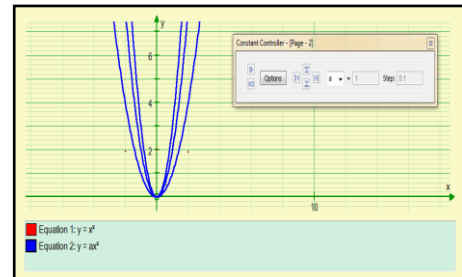 y
6
4
2
10
x
Constant Controller - [Page - 2]
Options
a = 1 Step: 0.1
Equation 1: y = x²
Equation 2: y = ax²